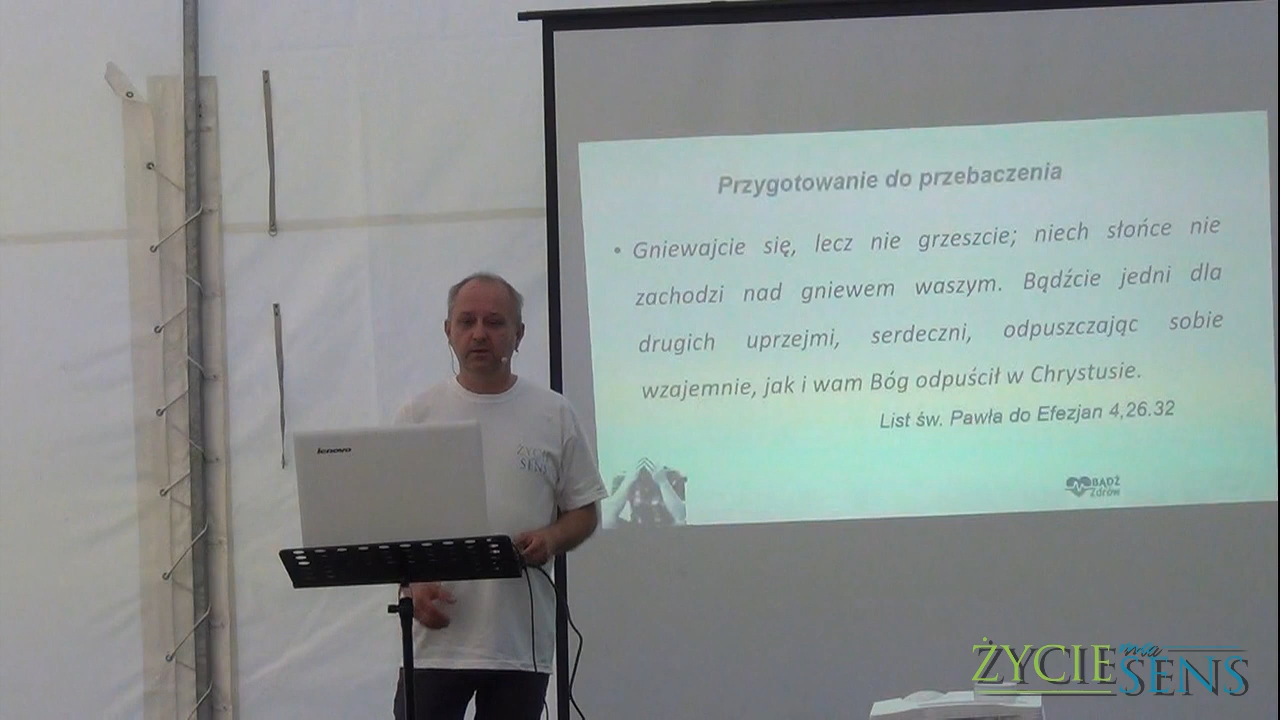 Przygotowanie do przebaczenia
• Gniewajcie się, lecz nie grzeszcie; niech słońce nie
zachodzi nad gniewem waszym. Bądźcie jedni dla
drugich uprzejmi, serdeczni, odpuszczając sobie
wzajemnie, jak i wam Bóg odpuścił w Chrystusie.
List św. Pawła do Efezjan 4,26.32
BĄDŹ
Zdrów
lenovo
ŻYCIE
SENS
ŻYCIE ma
SENS